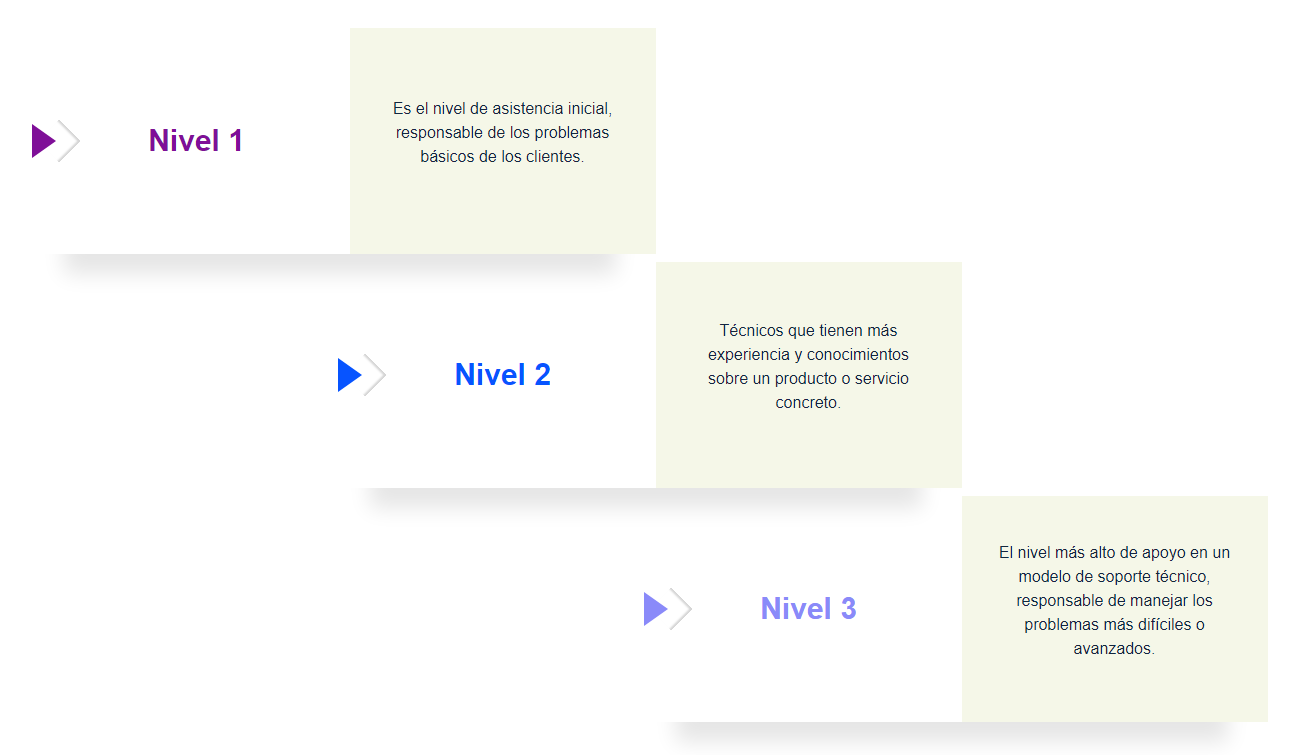 Nivel 1
Es el nivel de asistencia inicial,
responsable de los problemas
básicos de los clientes.
Nivel 2
Técnicos que tienen más
experiencia y conocimientos
sobre un producto o servicio
concreto.
Nivel 3
El nivel más alto de apoyo en un
modelo de soporte técnico,
responsable de manejar los
problemas más difíciles o
avanzados.